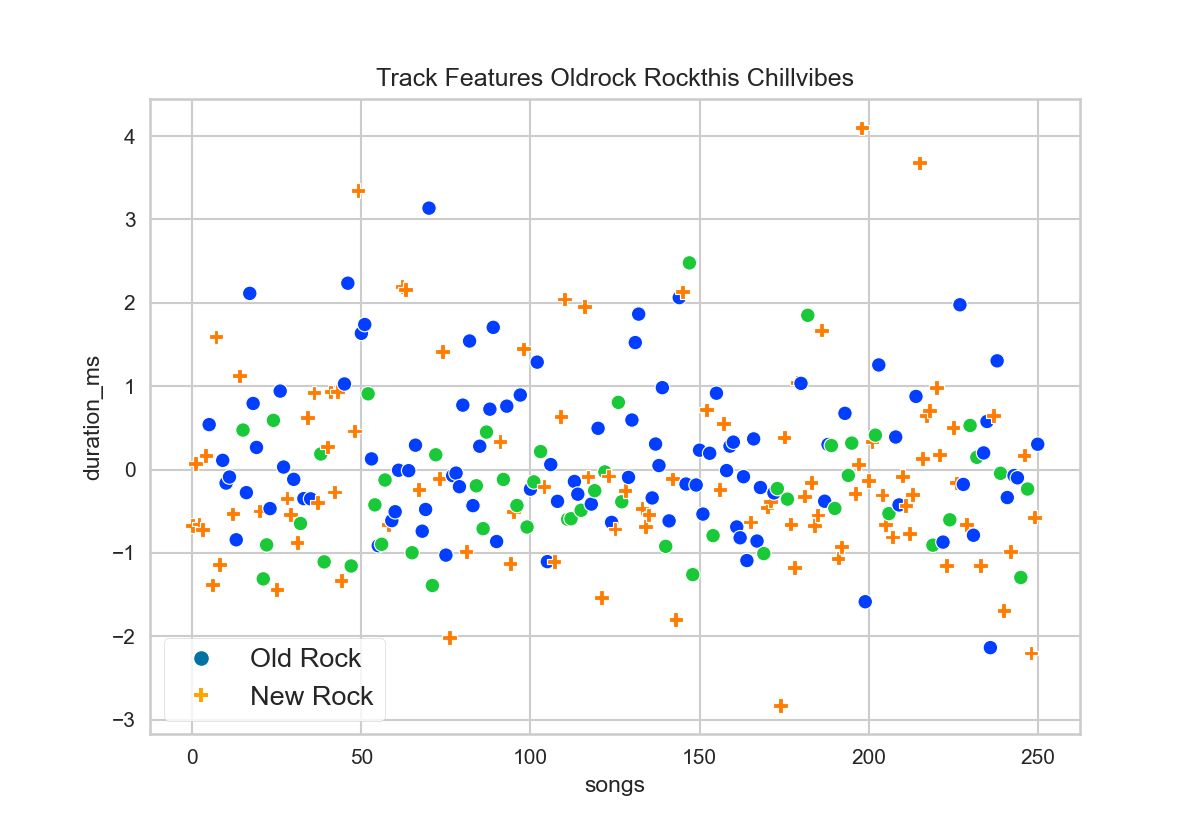 Track Features Oldrock Rockthis Chillvibes
4
3
2
1
0
−1
−2
−3
duration_ms
Old Rock
New Rock
0 50 100 150 200 250
songs